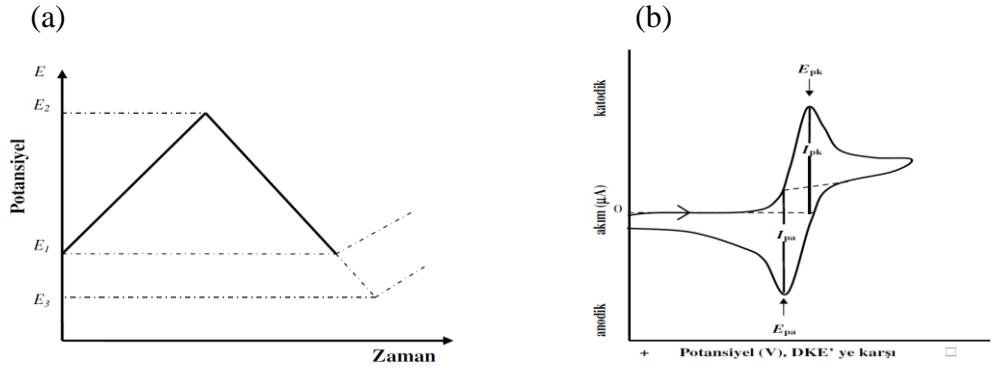 (a)
(b)
E
E2
E1
E3
Potansiyel
Zaman
katodik
akım (µA)
anodik
O
Epk
Ipk
Ipa
Epa
+
Potansiyel (V), DKE' ye karşı
□